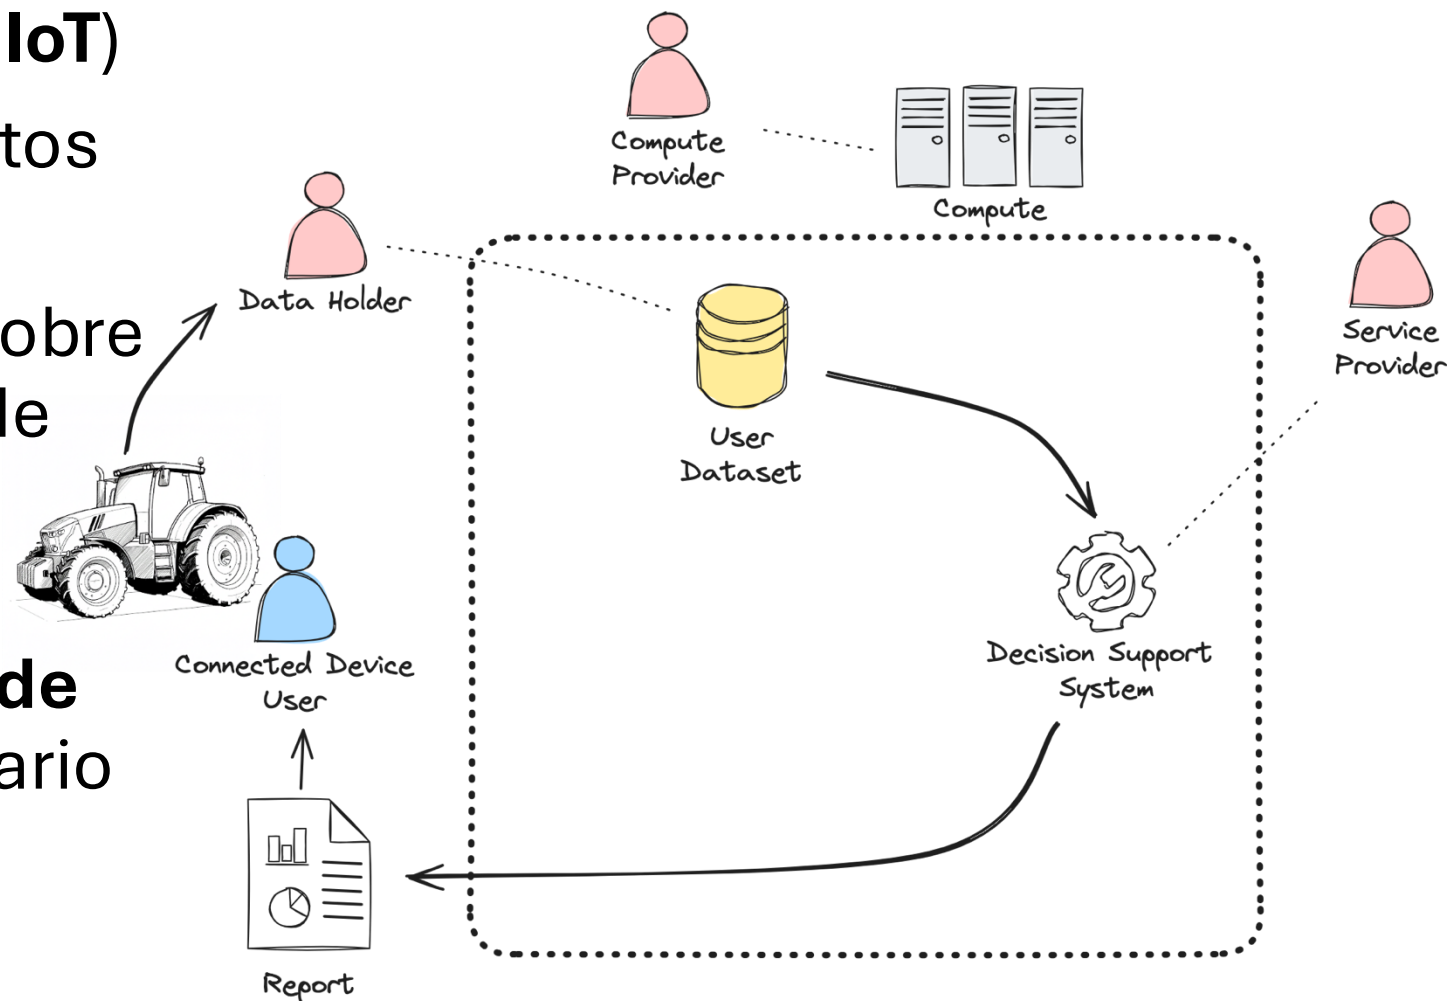 IoT)
tos
obre
le
de
ario
Compute
Provider
Compute
Data Holder
Service
Provider
User
Dataset
Connected Device
User
Decision Support
System
Report